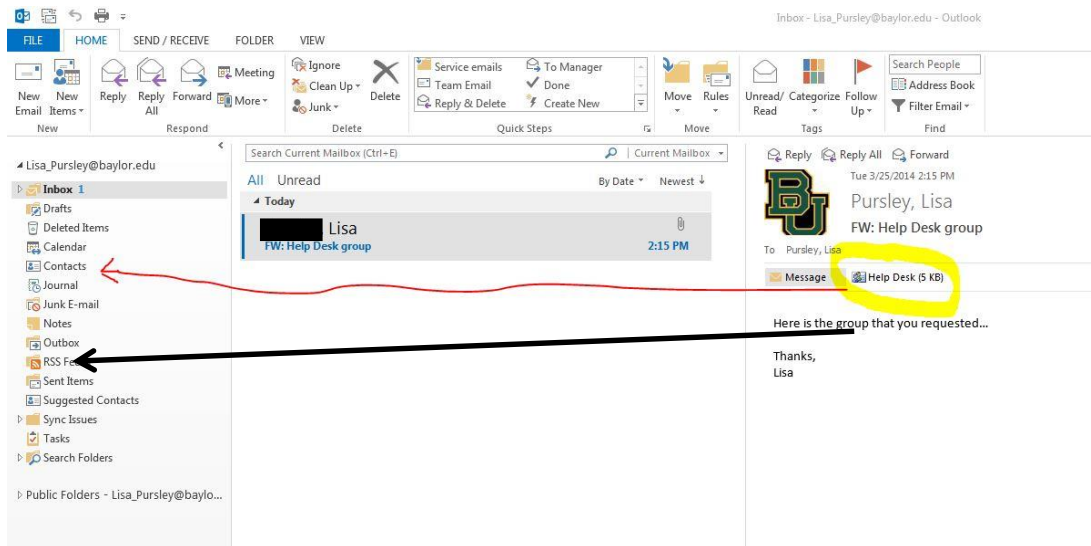 Inbox - Lisa_Pursley@baylor.edu - Outlook
FILE HOME SEND / RECEIVE FOLDER VIEW
New Email
New Items
Reply
Reply All
Forward
Meeting
More
Ignore
Clean Up
Junk
Delete
Service emails
Team Email
Reply & Delete
To Manager
Done
Create New
Move
Rules
Unread/ Read
Categorize
Follow Up
Search People
Address Book
Filter Email
New Respond Delete Quick Steps Move Tags Find
Lisa_Pursley@baylor.edu
Inbox 1
Drafts
Deleted Items
Calendar
Contacts
Journal
Junk E-mail
Notes
Outbox
RSS
Sent Items
Suggested Contacts
Sync Issues
Tasks
Search Folders
Public Folders - Lisa_Pursley@baylo...
Search Current Mailbox (Ctrl+E) Current Mailbox
All Unread By Date Newest ↓
Today
Lisa
FW: Help Desk group 2:15 PM
Reply Reply All Forward
BU
Tue 3/25/2014 2:15 PM
Pursley, Lisa
FW: Help Desk group
To Pursley, Lisa
Message Help Desk (5 KB)
Here is the group that you requested...
Thanks,
Lisa